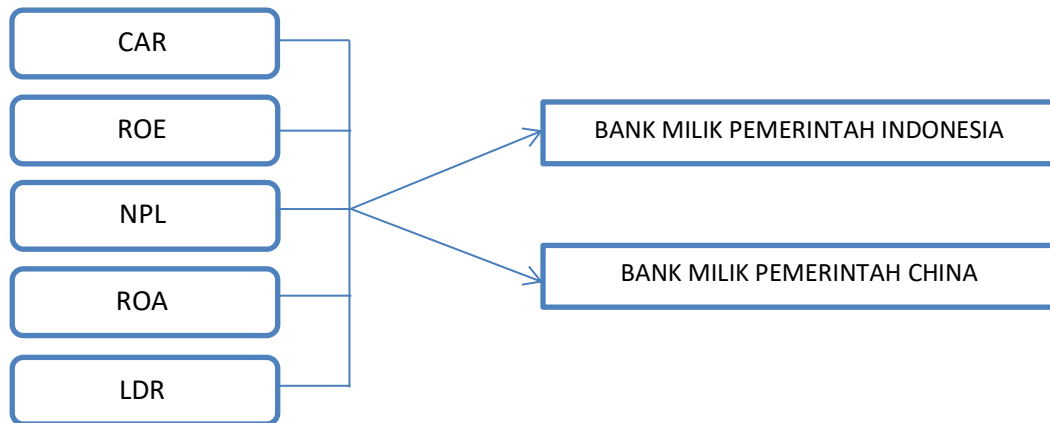 CAR
ROE
NPL
ROA
LDR
BANK MILIK PEMERINTAH INDONESIA
BANK MILIK PEMERINTAH CHINA